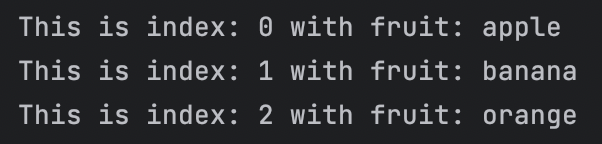 This is index: 0 with fruit: apple
This is index: 1 with fruit: banana
This is index: 2 with fruit: orange